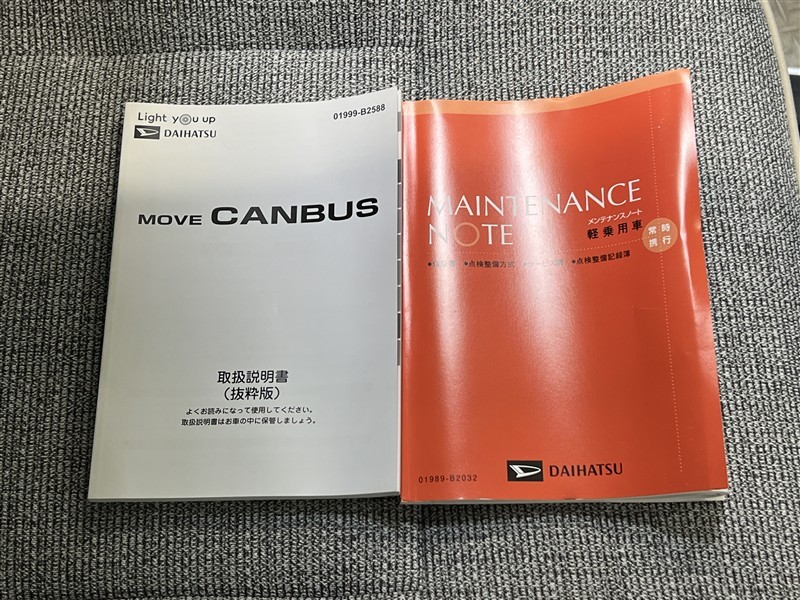 Light you up
DAIHATSU
01999-B2588
MOVE CANBUS
取扱説明書
（抜粋版）
よくお読みになって使用してください。
取扱説明書はお車の中に保管しましょう。
MAINTENANCE
NOTE
メンテナンスノート
軽乗用車
常時
携行
●点検整備方式
●点検整備記録簿
01989-B2032
DAIHATSU